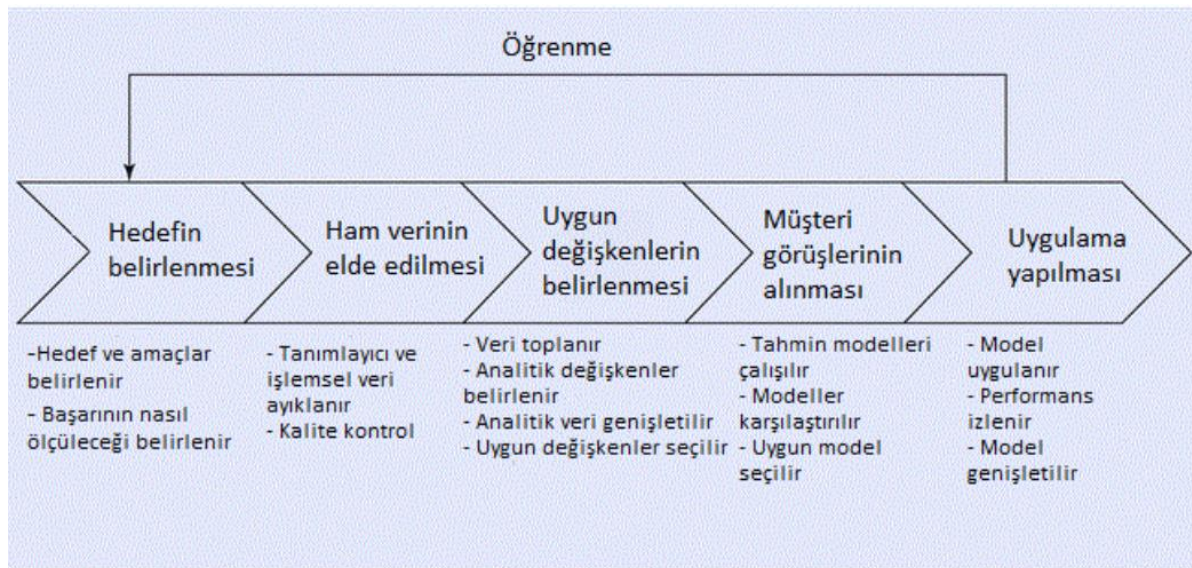 Öğrenme
Hedefin
belirlenmesi
Ham verinin
elde edilmesi
Uygun
değişkenlerin
belirlenmesi
Müşteri
görüşlerinin
alınması
Uygulama
yapılması
-Hedef ve amaçlar
belirlenir
- Başarının nasıl
ölçüleceği belirlenir
- Tanımlayıcı ve
işlemsel veri
ayıklanır
- Kalite kontrol
- Veri toplanır
- Analitik değişkenler
belirlenir
- Analitik veri genişletilir
- Uygun değişkenler seçilir
- Tahmin modelleri
çalışılır
- Modeller
karşılaştırılır
- Uygun model
seçilir
- Model
uygulanır
- Performans
izlenir
- Model
genişletilir